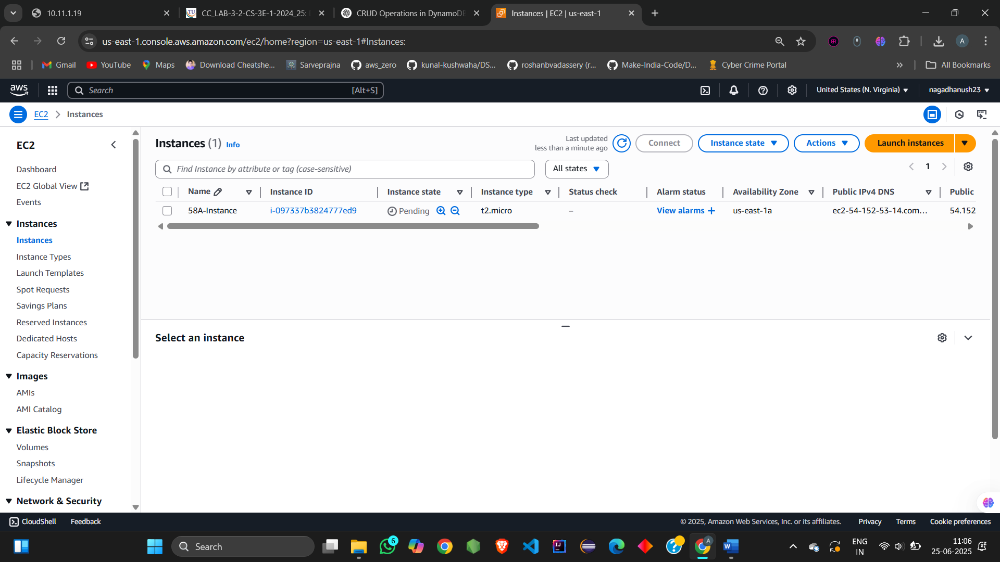 10.11.1.19
CC_LAB-3-2-CS-3E-1-2024_25:
CRUD Operations in DynamoDB
Instances | EC2 | us-east-1
us-east-1.console.aws.amazon.com/ec2/home?region=us-east-1#Instances:
A
Gmail
YouTube
Maps
Download Cheatshe...
Sarveprajna
aws_zero
kunal-kushwaha/DS...
roshanbvadassery (r...
Make-India-Code/D...
Cyber Crime Portal
All Bookmarks
aws
Search
[Alt+S]
United States (N. Virginia)
nagadhanush23
EC2
Instances
EC2
Dashboard
EC2 Global View
Events
Instances
Instances
Instance Types
Launch Templates
Spot Requests
Savings Plans
Reserved Instances
Dedicated Hosts
Capacity Reservations
Images
AMIs
AMI Catalog
Elastic Block Store
Volumes
Snapshots
Lifecycle Manager
Network & Security
Instances (1) Info
Last updated
less than a minute ago
Connect
Instance state
Actions
Launch instances
Find Instance by attribute or tag (case-sensitive)
All states
1
Name
Instance ID
Instance state
Instance type
Status check
Alarm status
Availability Zone
Public IPv4 DNS
Public
58A-Instance
i-097337b3824777ed9
Pending
t2.micro
–
View alarms +
us-east-1a
ec2-54-152-53-14.com...
54.152
Select an instance
CloudShell
Feedback
© 2025, Amazon Web Services, Inc. or its affiliates.
Privacy
Terms
Cookie preferences
Search
6
A
ENG
IN
11:06
25-06-2025